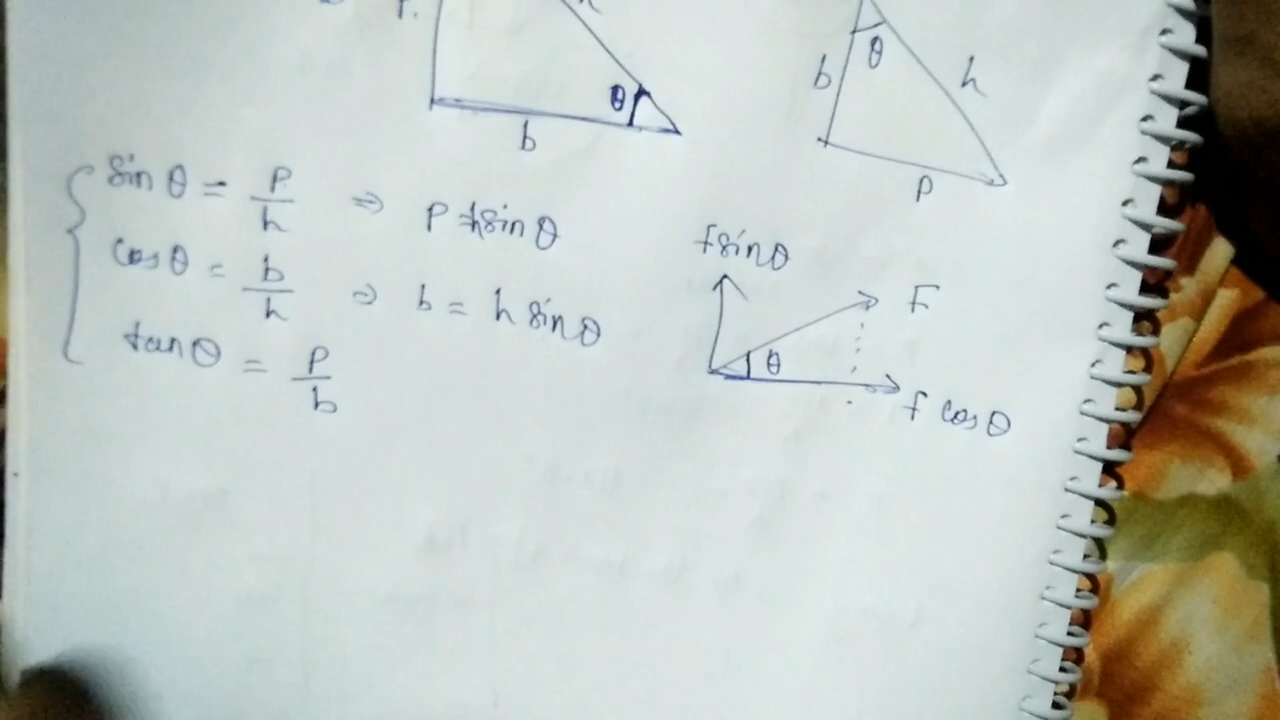 P.
h
θ
b
b
θ
h
P
sin θ = P/h ⇒ P = h sin θ
cos θ = b/h ⇒ b = h sin θ
tan θ = P/b
F sin θ
F
θ
F cos θ